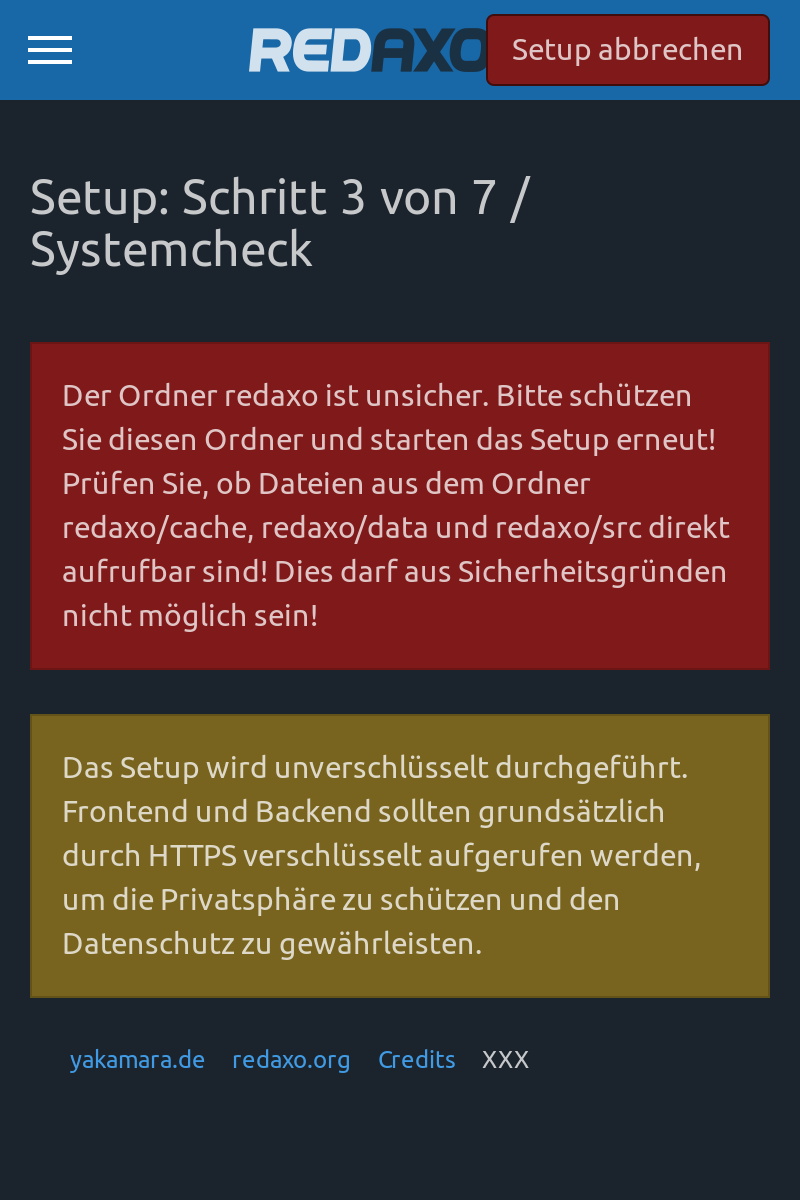 REDAXO
Setup abbrechen
Setup: Schritt 3 von 7 /
Systemcheck
Der Ordner redaxo ist unsicher. Bitte schützen
Sie diesen Ordner und starten das Setup erneut!
Prüfen Sie, ob Dateien aus dem Ordner
redaxo/cache, redaxo/data und redaxo/src direkt
aufrufbar sind! Dies darf aus Sicherheitsgründen
nicht möglich sein!
Das Setup wird unverschlüsselt durchgeführt.
Frontend und Backend sollten grundsätzlich
durch HTTPS verschlüsselt aufgerufen werden,
um die Privatsphäre zu schützen und den
Datenschutz zu gewährleisten.
yakamara.de redaxo.org Credits XXX